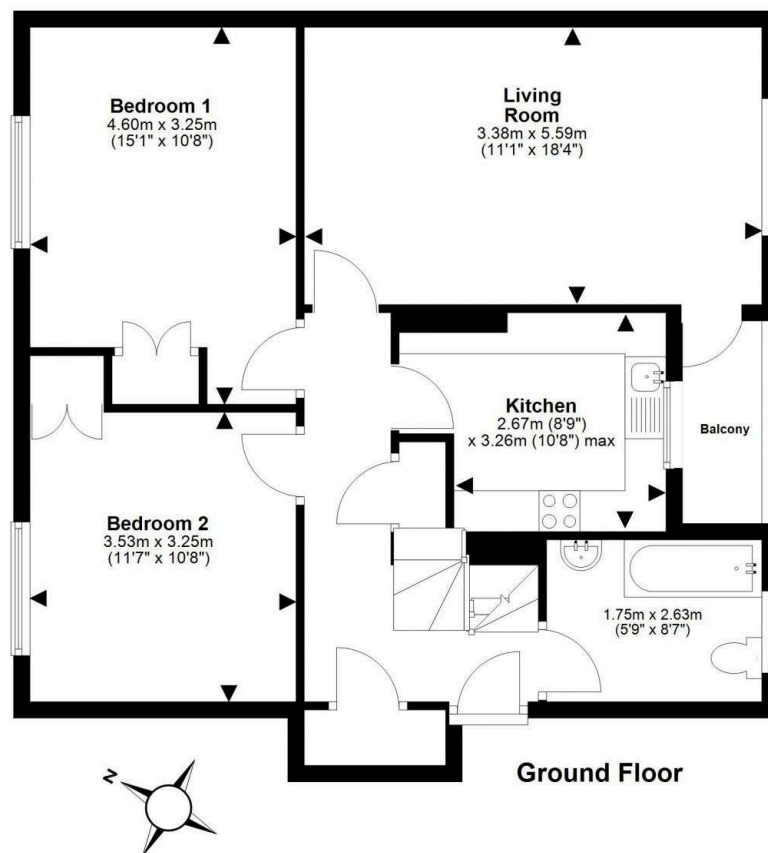 Bedroom 1
4.60m x 3.25m
(15'1" x 10'8")
Living
Room
3.38m x 5.59m
(11'1" x 18'4")
Kitchen
2.67m (8'9")
x 3.26m (10'8") max
Balcony
Bedroom 2
3.53m x 3.25m
(11'7" x 10'8")
1.75m x 2.63m
(5'9" x 8'7")
Ground Floor
N